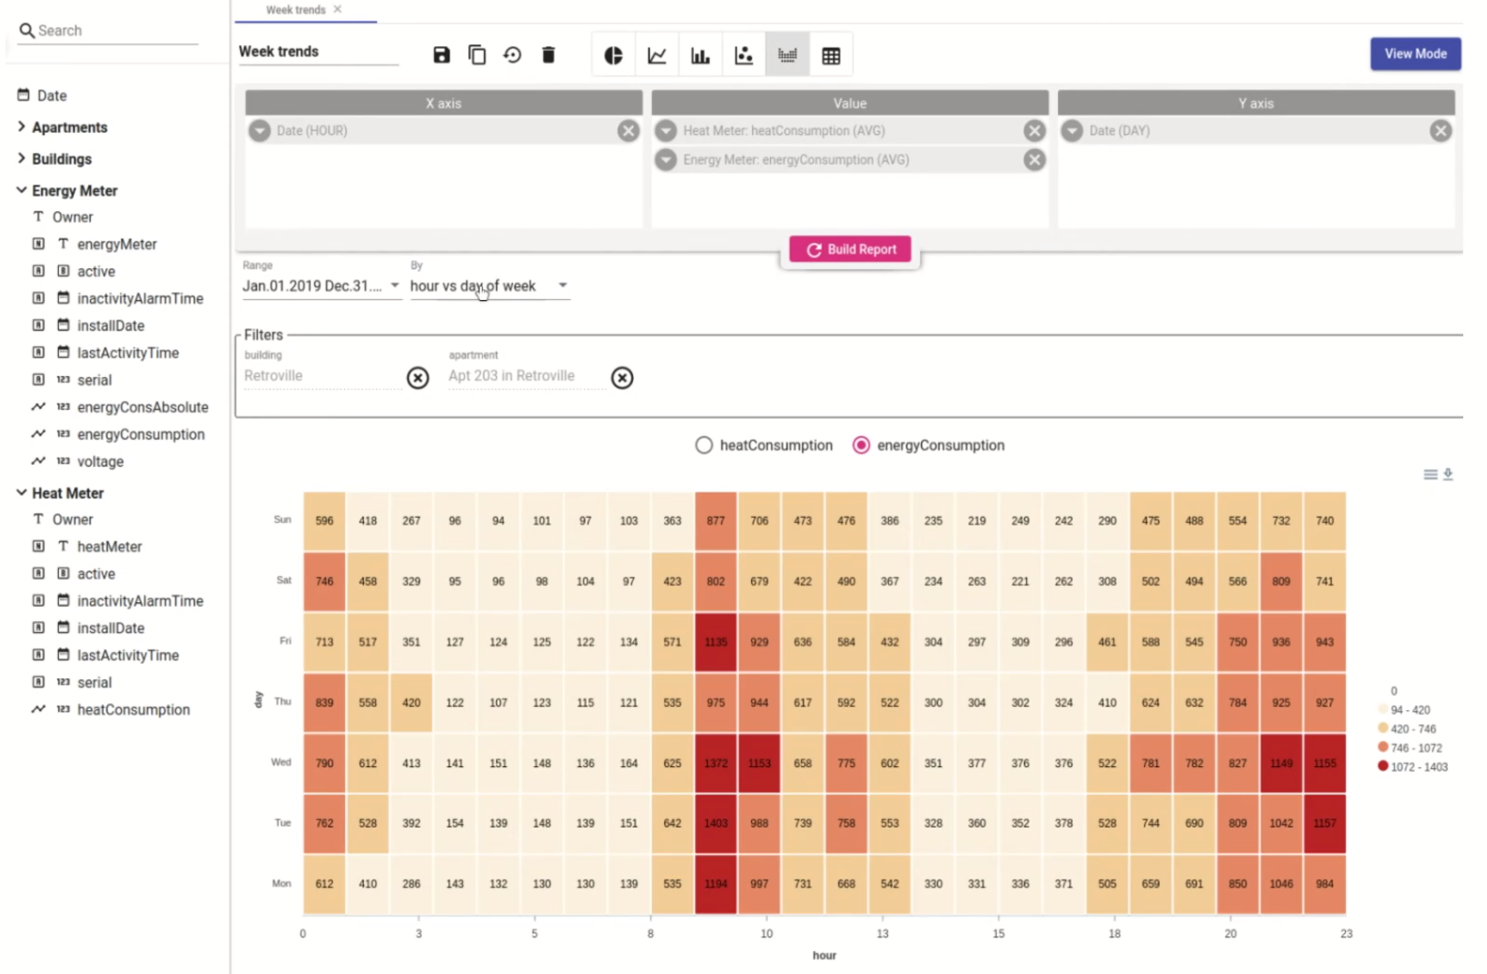 Week trends
Search
Week trends
View Mode
X axis
Value
Y axis
Date (HOUR)
Heat Meter: heatConsumption (AVG)
Energy Meter: energyConsumption (AVG)
Date (DAY)
Build Report
Date
Apartments
Buildings
Energy Meter
Owner
energyMeter
active
inactivityAlarmTime
installDate
lastActivityTime
serial
energyConsAbsolute
energyConsumption
voltage
Heat Meter
Owner
heatMeter
active
inactivityAlarmTime
installDate
lastActivityTime
serial
heatConsumption
Range
By
Jan.01.2019 Dec.31....
hour vs day of week
Filters
building
apartment
Retroville
Apt 203 in Retroville
heatConsumption
energyConsumption
Sun 596 418 267 96 94 101 97 103 363 877 706 473 476 386 235 219 249 242 290 475 488 554 732 740
Sat 746 458 329 95 96 98 104 97 423 802 679 422 490 367 234 263 221 262 308 502 494 566 809 741
Fri 713 517 351 127 124 125 122 134 571 1135 929 636 584 432 304 297 309 296 461 588 545 750 936 943
Thu 839 558 420 122 107 123 115 121 535 975 944 617 592 522 300 304 302 324 410 624 632 784 925 927
Wed 790 612 413 141 151 148 136 164 625 1372 1153 658 775 602 351 377 376 376 522 781 782 827 1149 1155
Tue 762 528 392 154 139 148 139 151 642 1403 988 739 758 553 328 360 352 378 528 744 690 809 1042 1157
Mon 612 410 286 143 132 130 130 139 535 1194 997 731 668 542 330 331 336 371 505 659 691 850 1046 984
day
0 3 5 8 10 13 15 18 20 23
hour
0
94 - 420
420 - 746
746 - 1072
1072 - 1403